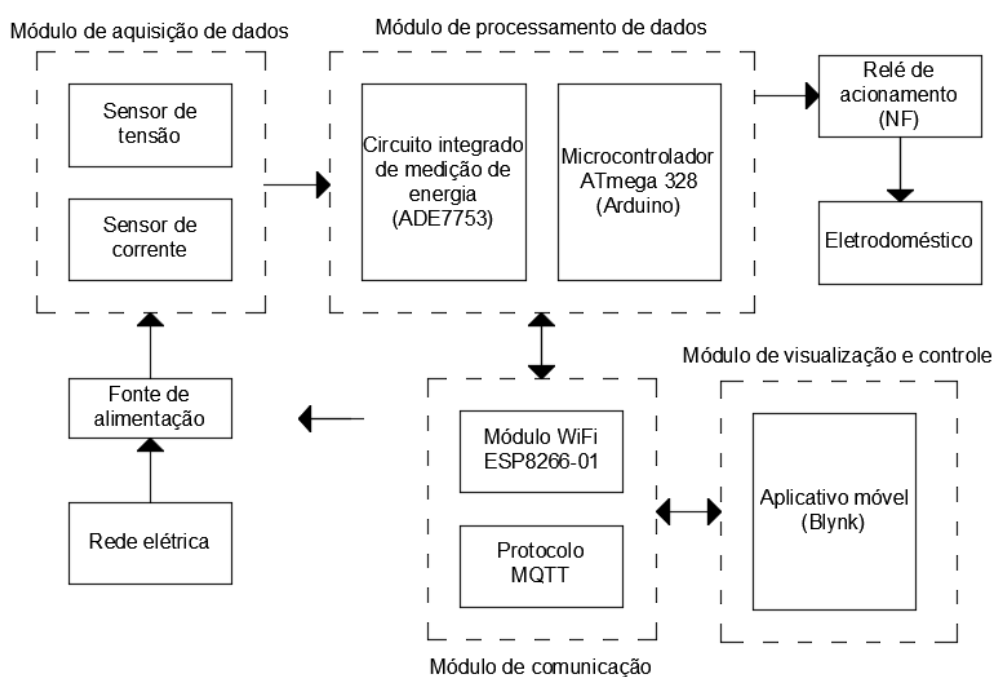 Módulo de aquisição de dados
Sensor de
tensão
Sensor de
corrente
Módulo de processamento de dados
Circuito integrado
de medição de
energia
(ADE7753)
Microcontrolador
ATmega 328
(Arduino)
Relé de
acionamento
(NF)
Eletrodoméstico
Fonte de
alimentação
Rede elétrica
Módulo WiFi
ESP8266-01
Protocolo
MQTT
Módulo de comunicação
Módulo de visualização e controle
Aplicativo móvel
(Blynk)